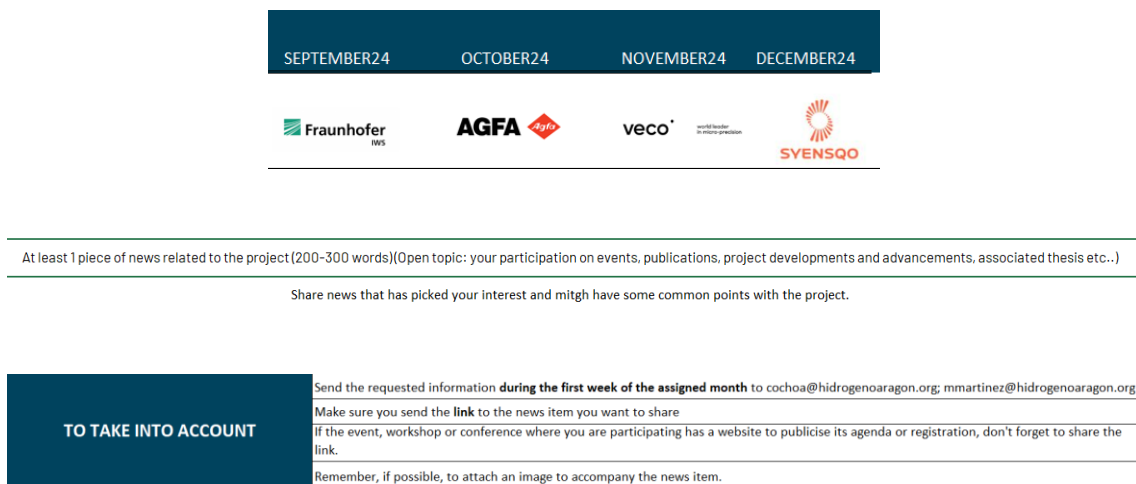 SEPTEMBER24 OCTOBER24 NOVEMBER24 DECEMBER24
Fraunhofer
IWS
AGFA Agfa
veco
world leader
in micro-precision
SYENSQO
At least 1 piece of news related to the project (200-300 words)(Open topic: your participation on events, publications, project developments and advancements, associated thesis etc..)
Share news that has picked your interest and mitgh have some common points with the project.
TO TAKE INTO ACCOUNT
Send the requested information during the first week of the assigned month to cochoa@hidrogenoaragon.org; mmartinez@hidrogenoaragon.org
Make sure you send the link to the news item you want to share
If the event, workshop or conference where you are participating has a website to publicise its agenda or registration, don't forget to share the
link.
Remember, if possible, to attach an image to accompany the news item.